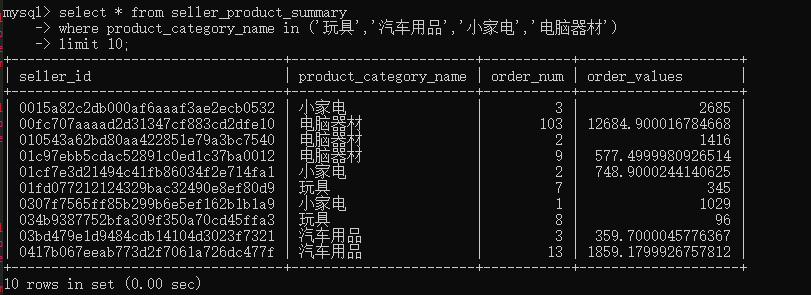 mysql> select * from seller_product_summary
    -> where product_category_name in ('玩具','汽车用品','小家电','电脑器材')
    -> limit 10;
+----------------------------------+-----------------------+-----------+--------------------+
| seller_id                        | product_category_name | order_num | order_values       |
+----------------------------------+-----------------------+-----------+--------------------+
| 0015a82c2db000af6aaaf3ae2ecb0532 | 小家电                | 3 | 2685 |
| 00fc707aaaad2d31347cf883cd2dfe10 | 电脑器材              | 103 | 12684.900016784668 |
| 010543a62bd80aa422851e79a3bc7540 | 电脑器材              | 2 | 1416 |
| 01c97ebb5cdac52891c0ed1c37ba0012 | 电脑器材              | 9 | 577.4999980926514 |
| 01cf7e3d21494c41fb86034f2e714fa1 | 小家电                | 2 | 748.9000244140625 |
| 01fd077212124329bac32490e8ef80d9 | 玩具                  | 7 | 345 |
| 0307f7565ff85b299b6e5ef162b1b1a9 | 小家电                | 1 | 1029 |
| 034b9387752bfa309f350a70cd45ffa3 | 玩具                  | 8 | 96 |
| 03bd479e1d9484cdb14104d3023f7321 | 汽车用品              | 3 | 359.7000045776367 |
| 0417b067eeab773d2f7061a726dc477f | 汽车用品              | 13 | 1859.1799926757812 |
+----------------------------------+-----------------------+-----------+--------------------+
10 rows in set (0.00 sec)